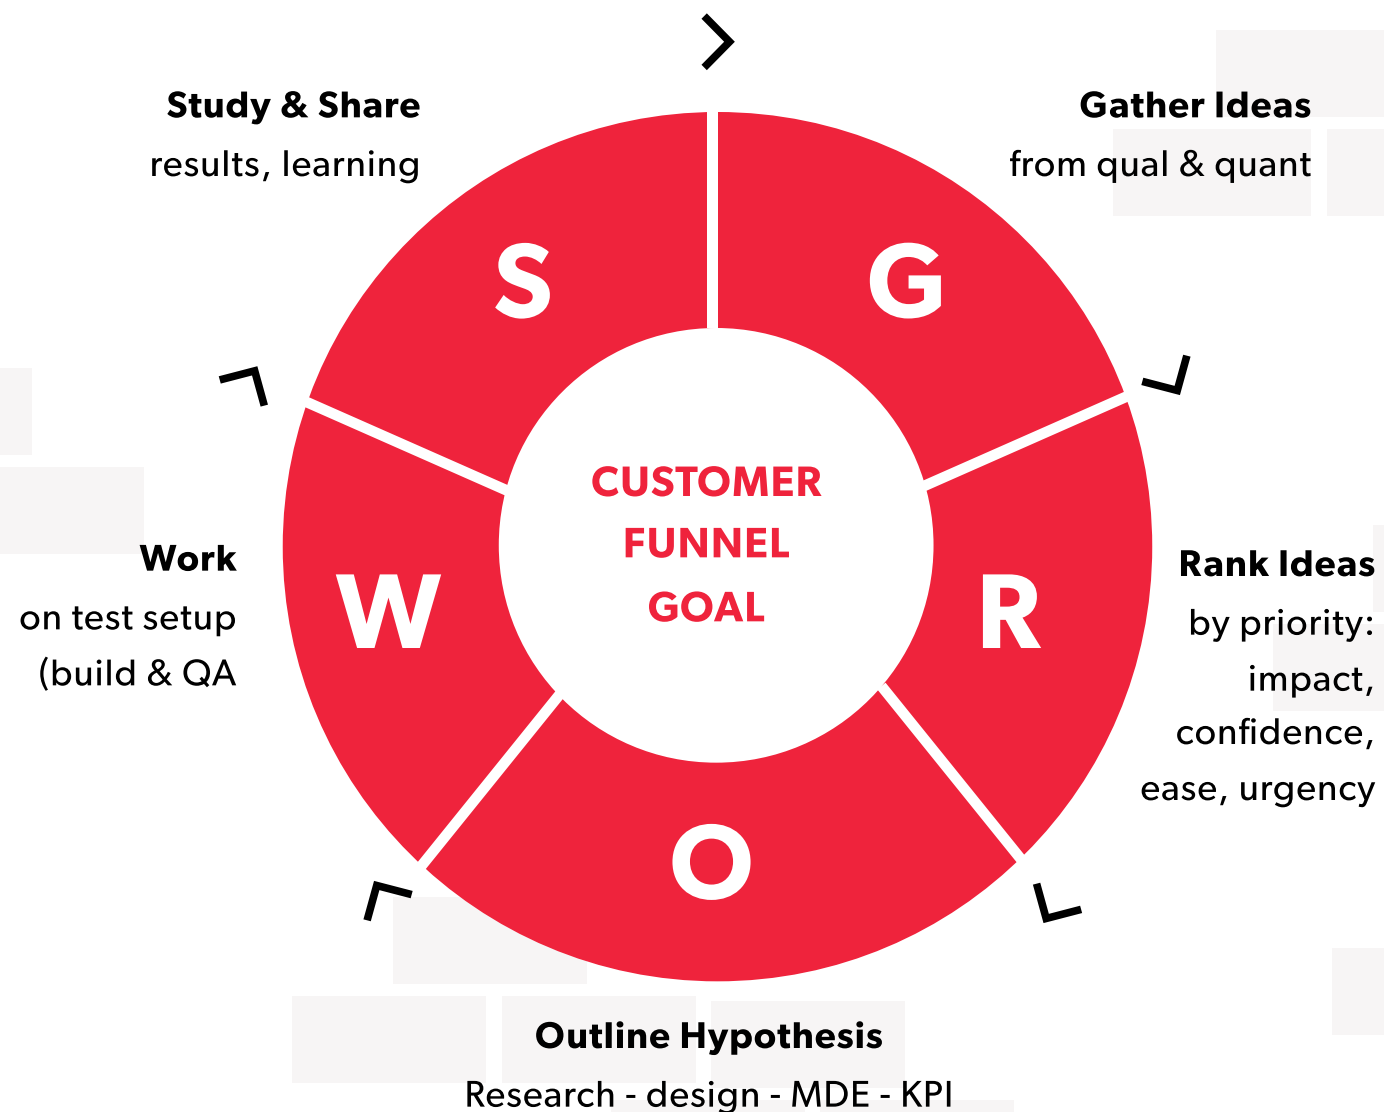 Study & Share
results, learning
Gather Ideas
from qual & quant
S
G
CUSTOMER
FUNNEL
GOAL
Work
on test setup
(build & QA
W
R
Rank Ideas
by priority:
impact,
confidence,
ease, urgency
O
Outline Hypothesis
Research - design - MDE - KPI